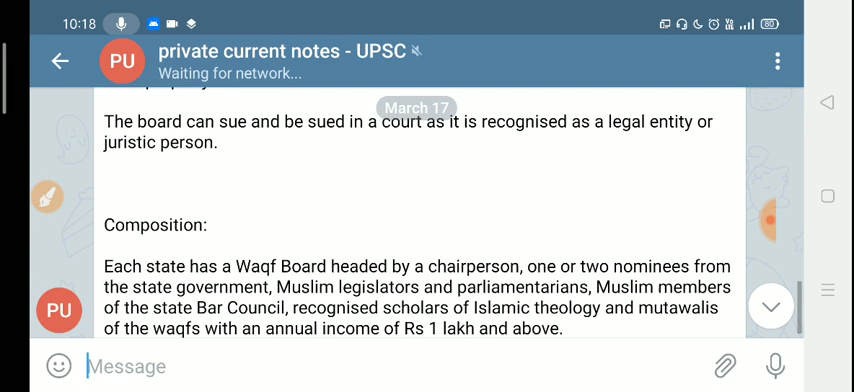 10:18
80
PU
private current notes - UPSC
Waiting for network...
March 17
The board can sue and be sued in a court as it is recognised as a legal entity or
juristic person.
Composition:
Each state has a Waqf Board headed by a chairperson, one or two nominees from
the state government, Muslim legislators and parliamentarians, Muslim members
of the state Bar Council, recognised scholars of Islamic theology and mutawalis
of the waqfs with an annual income of Rs 1 lakh and above.
PU
Message